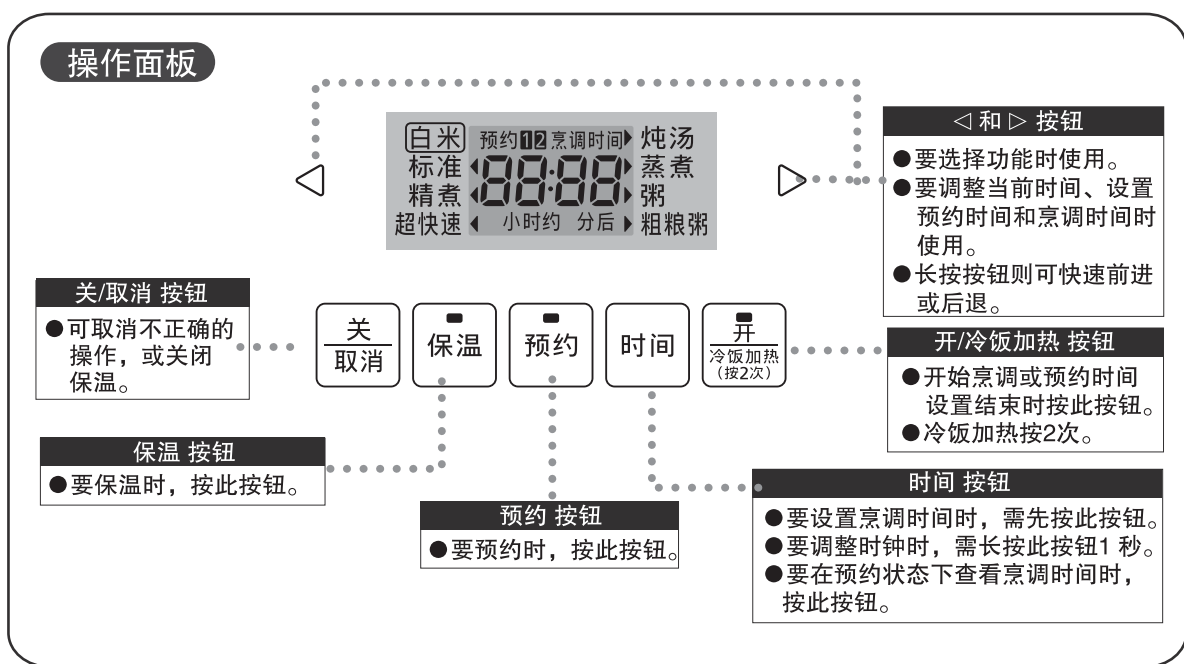 操作面板
白米 预约12烹调时间 炖汤
标准 88:88 蒸煮
精煮 粥
超快速 小时约 分后 粗粮粥
◁ 和 ▷ 按钮
●要选择功能时使用。
●要调整当前时间、设置
预约时间和烹调时间时
使用。
●长按按钮则可快速前进
或后退。
关/取消 按钮
●可取消不正确的
操作，或关闭
保温。
关
取消
保温
预约
时间
开
冷饭加热
（按2次）
开/冷饭加热 按钮
●开始烹调或预约时间
设置结束时按此按钮。
●冷饭加热按2次。
保温 按钮
●要保温时，按此按钮。
预约 按钮
●要预约时，按此按钮。
时间 按钮
●要设置烹调时间时，需先按此按钮。
●要调整时钟时，需长按此按钮1 秒。
●要在预约状态下查看烹调时间时，
按此按钮。